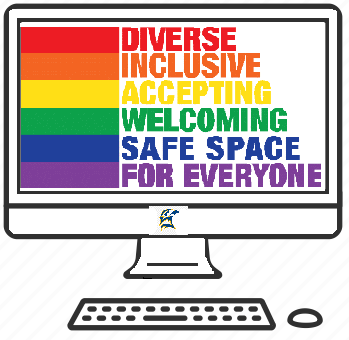 DIVERSE
INCLUSIVE
ACCEPTING
WELCOMING
SAFE SPACE
FOR EVERYONE